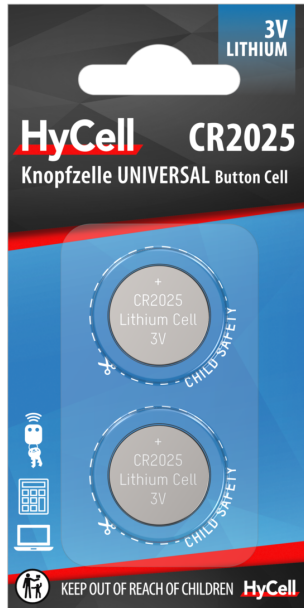 3V
LITHIUM
HyCell CR2025
Knopfzelle UNIVERSAL Button Cell
+
CR2025
Lithium Cell
3V
CHILD SAFETY
+
CR2025
Lithium Cell
3V
CHILD SAFETY
KEEP OUT OF REACH OF CHILDREN HyCell